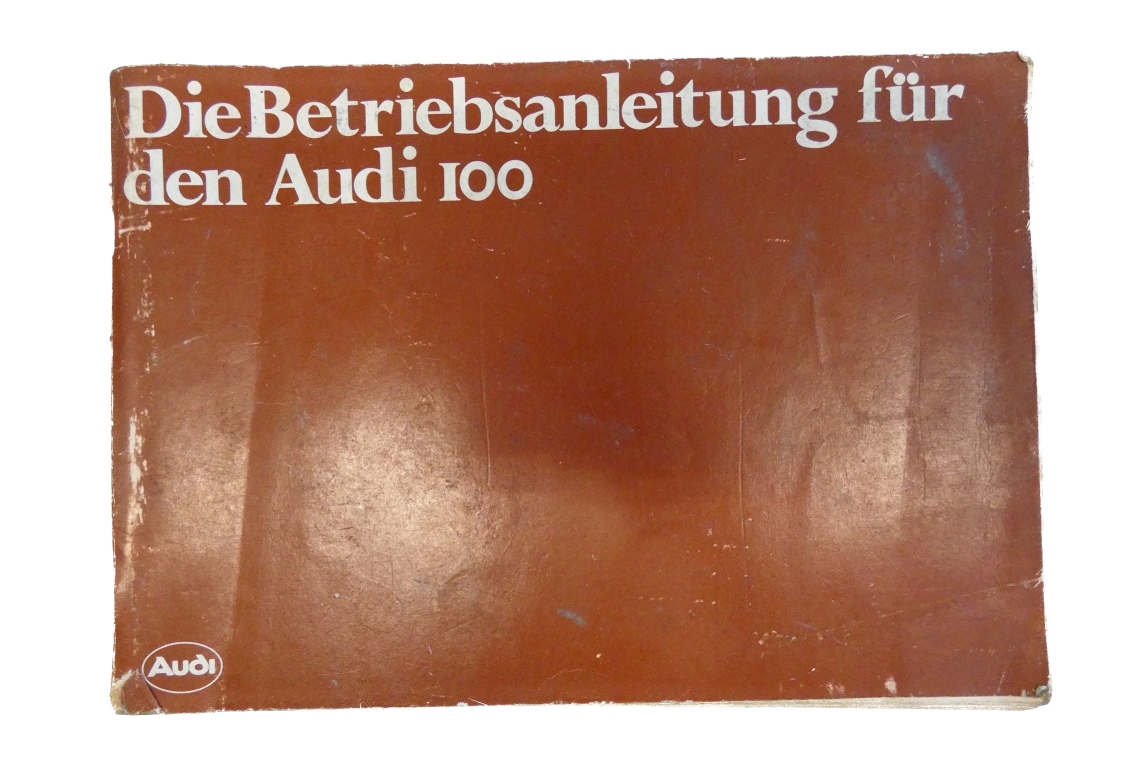 Die Betriebsanleitung für
den Audi 100
Audi